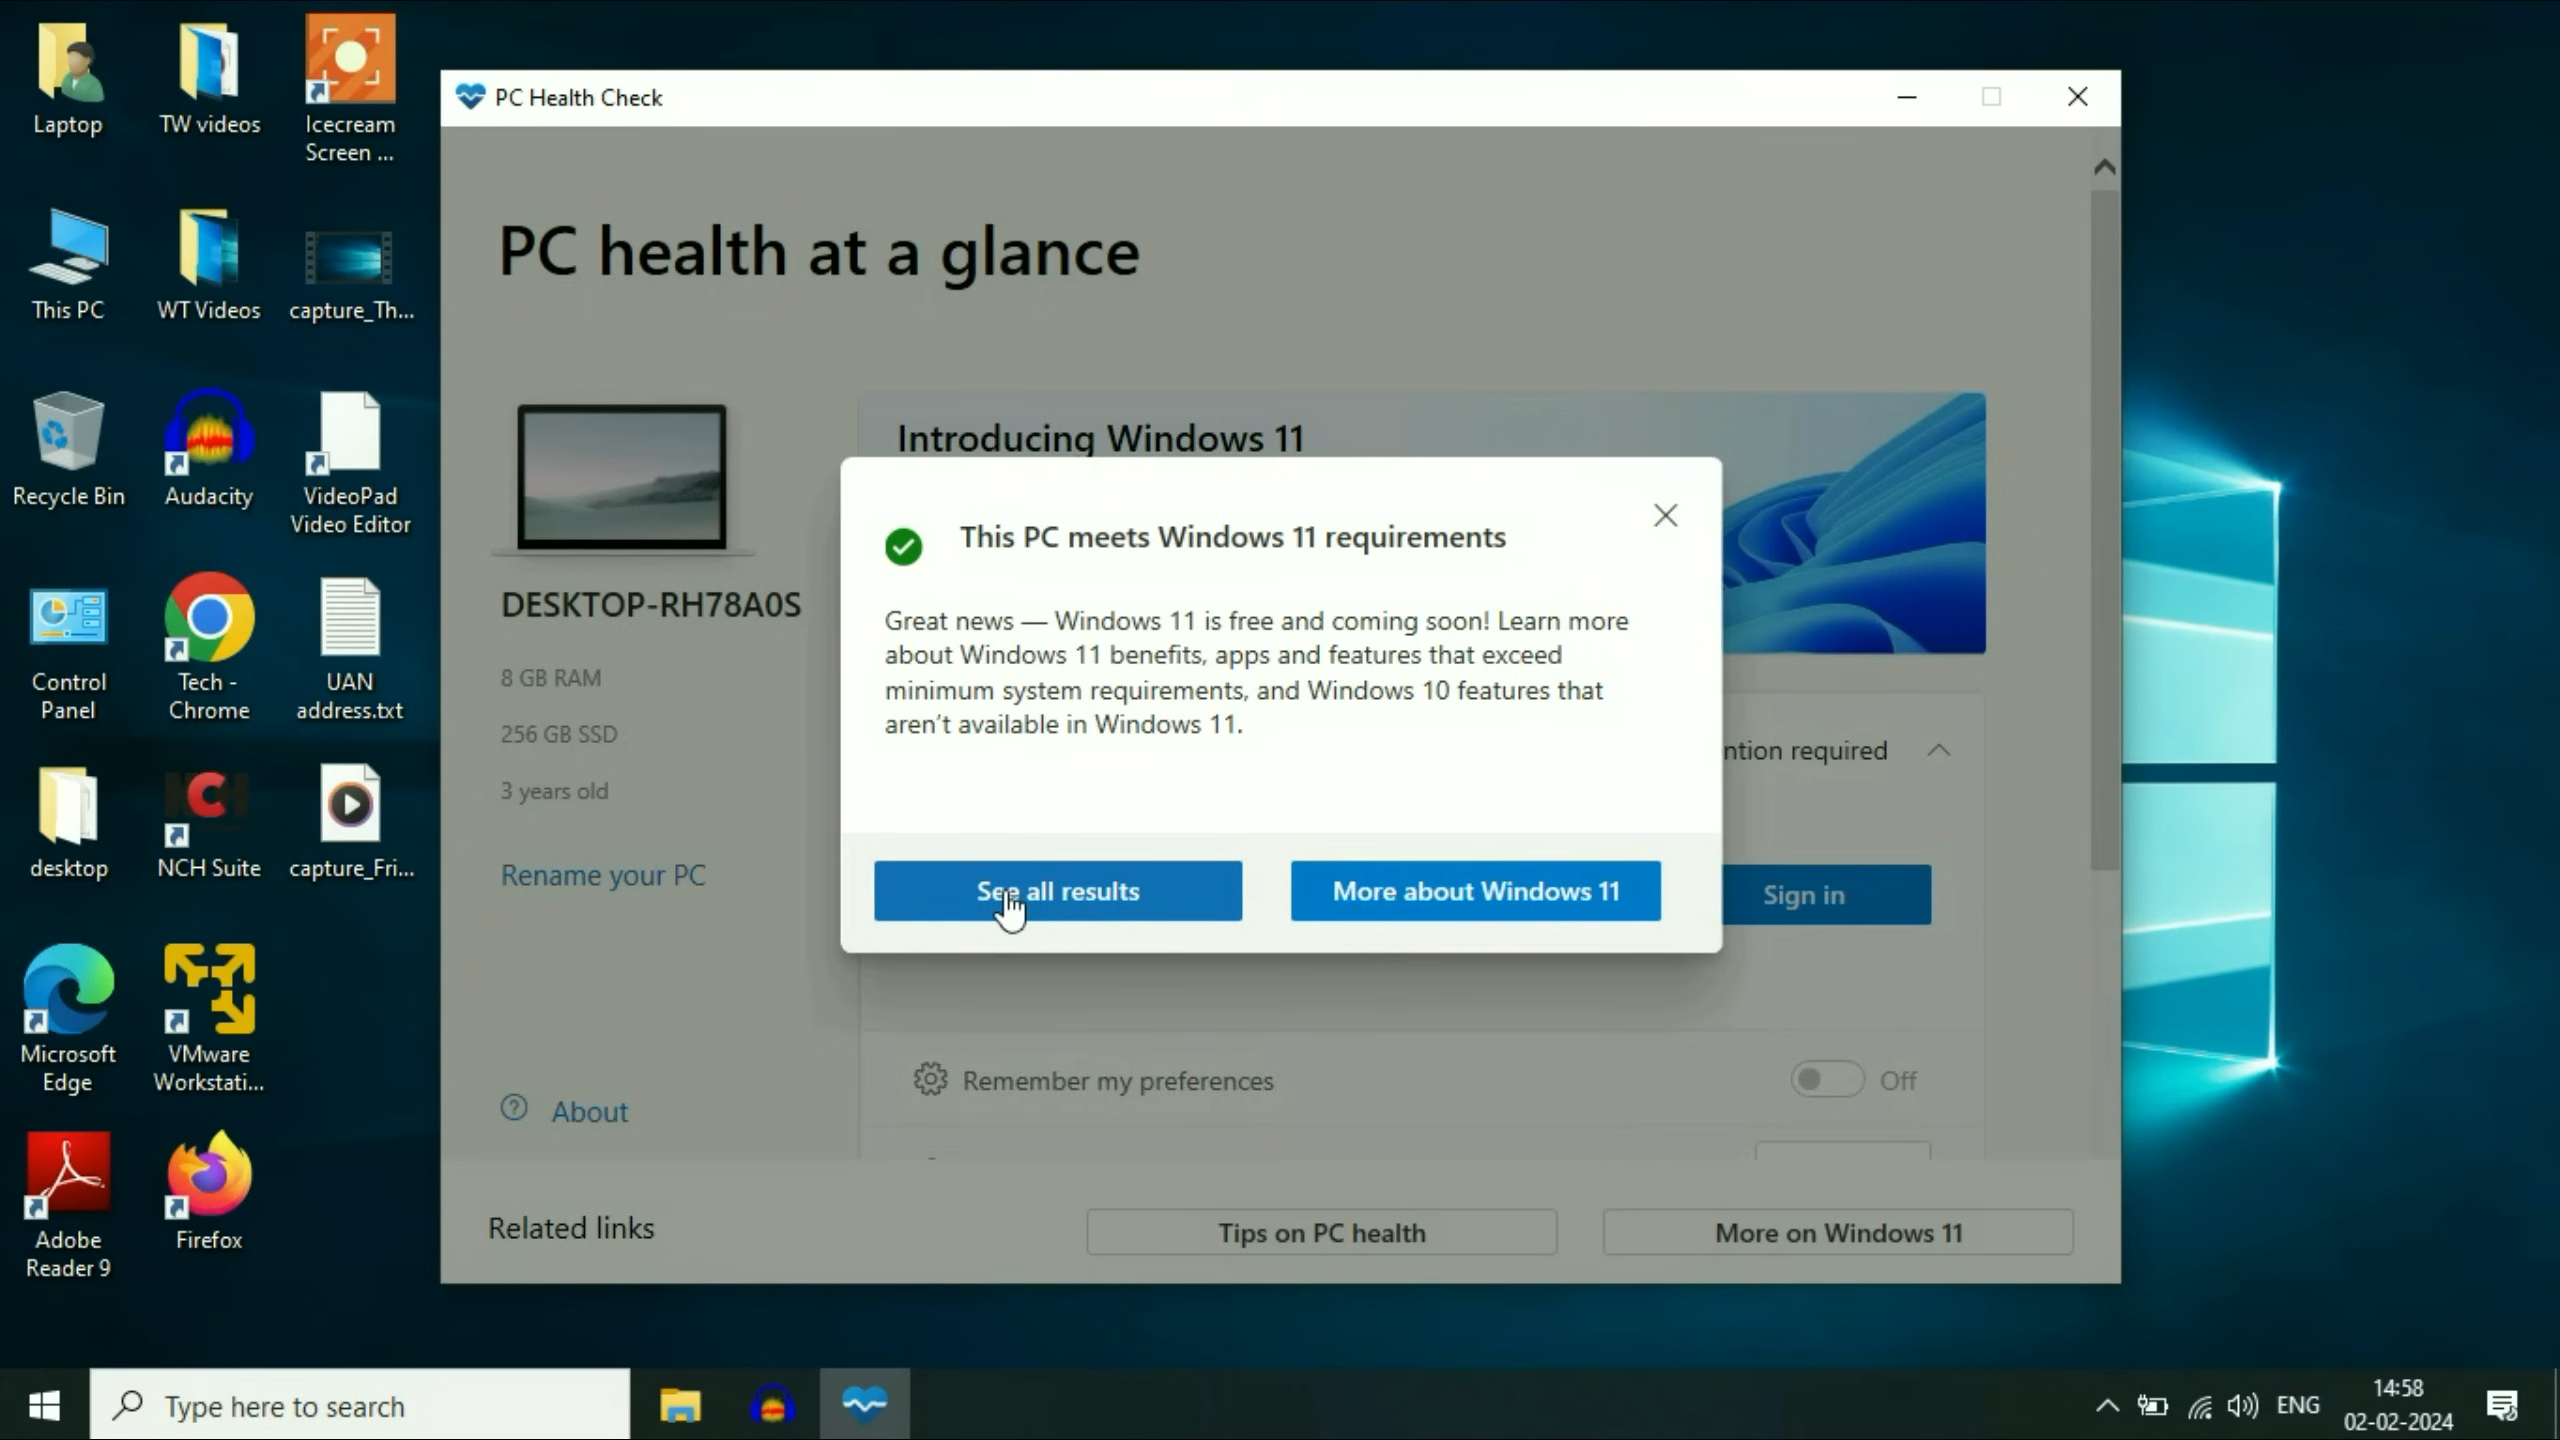 Laptop
TW videos
Icecream
Screen ...
This PC
WT Videos
capture_Th...
Recycle Bin
Audacity
VideoPad
Video Editor
Control
Panel
Tech -
Chrome
UAN
address.txt
desktop
NCH Suite
capture_Fri...
Microsoft
Edge
VMware
Workstati...
Adobe
Reader 9
Firefox
PC Health Check
PC health at a glance
Introducing Windows 11
DESKTOP-RH78A0S
8 GB RAM
256 GB SSD
3 years old
Rename your PC
About
This PC meets Windows 11 requirements
Great news — Windows 11 is free and coming soon! Learn more
about Windows 11 benefits, apps and features that exceed
minimum system requirements, and Windows 10 features that
aren't available in Windows 11.
See all results
More about Windows 11
ntion required
Sign in
Remember my preferences
Off
Related links
Tips on PC health
More on Windows 11
Type here to search
ENG
14:58
02-02-2024